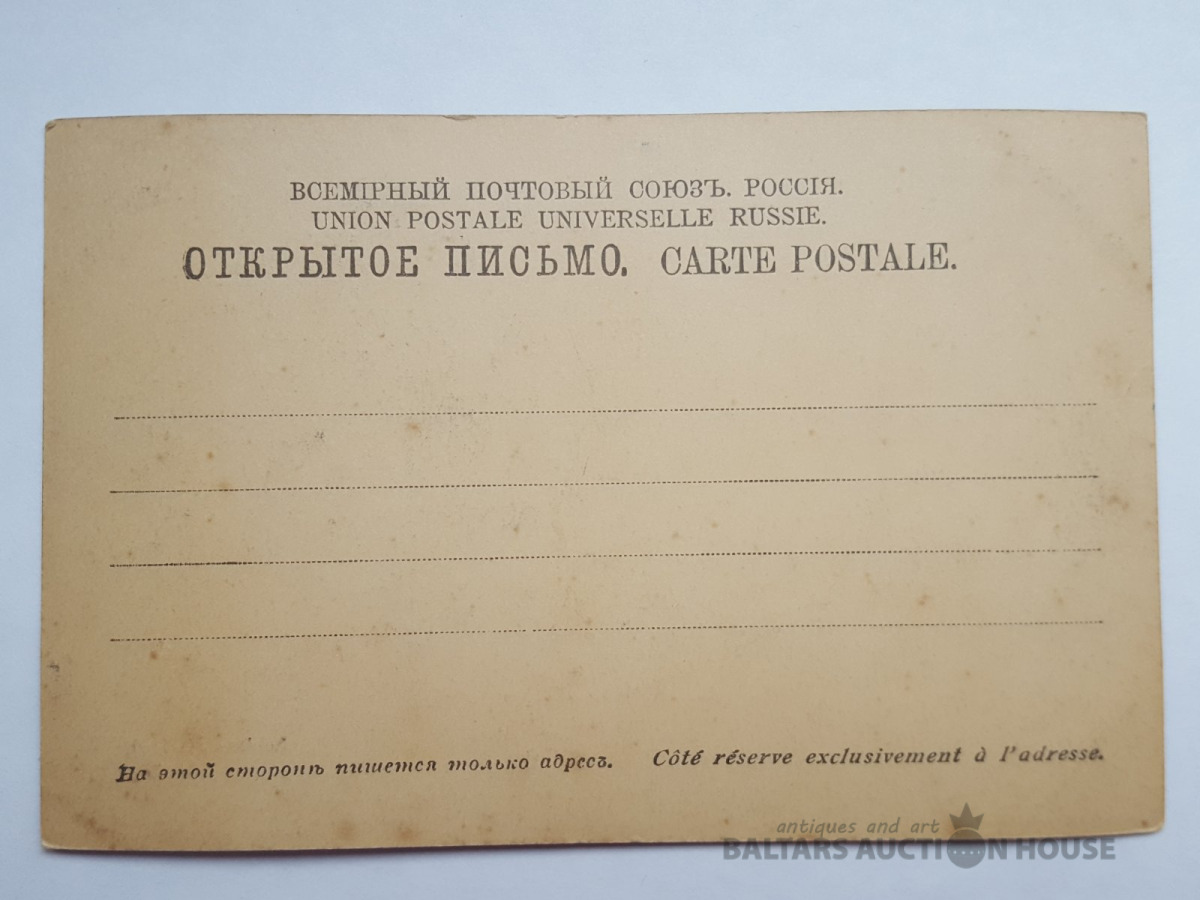 ВСЕМІРНЫЙ ПОЧТОВЫЙ СОЮЗЪ. РОССІЯ.
UNION POSTALE UNIVERSELLE RUSSIE.
ОТКРЫТОЕ ПИСЬМО. CARTE POSTALE.
На этой сторонѣ пишется только адресъ. Côté réserve exclusivement à l'adresse.
antiques and art
BALTARS AUCTION HOUSE